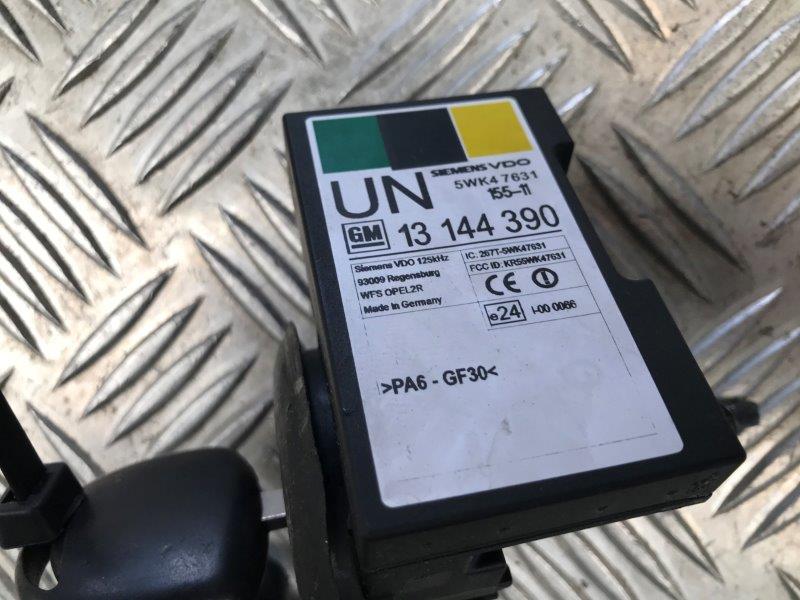 SIEMENS VDO
5WK4 7631
155-11
UN
GM 13 144 390
Siemens VDO 125kHz
93009 Regensburg
WFS OPEL2R
Made in Germany
IC: 267T-5WK47631
FCC ID: KR55WK47631
CE
e24 I-00 0066
>PA6 - GF30<